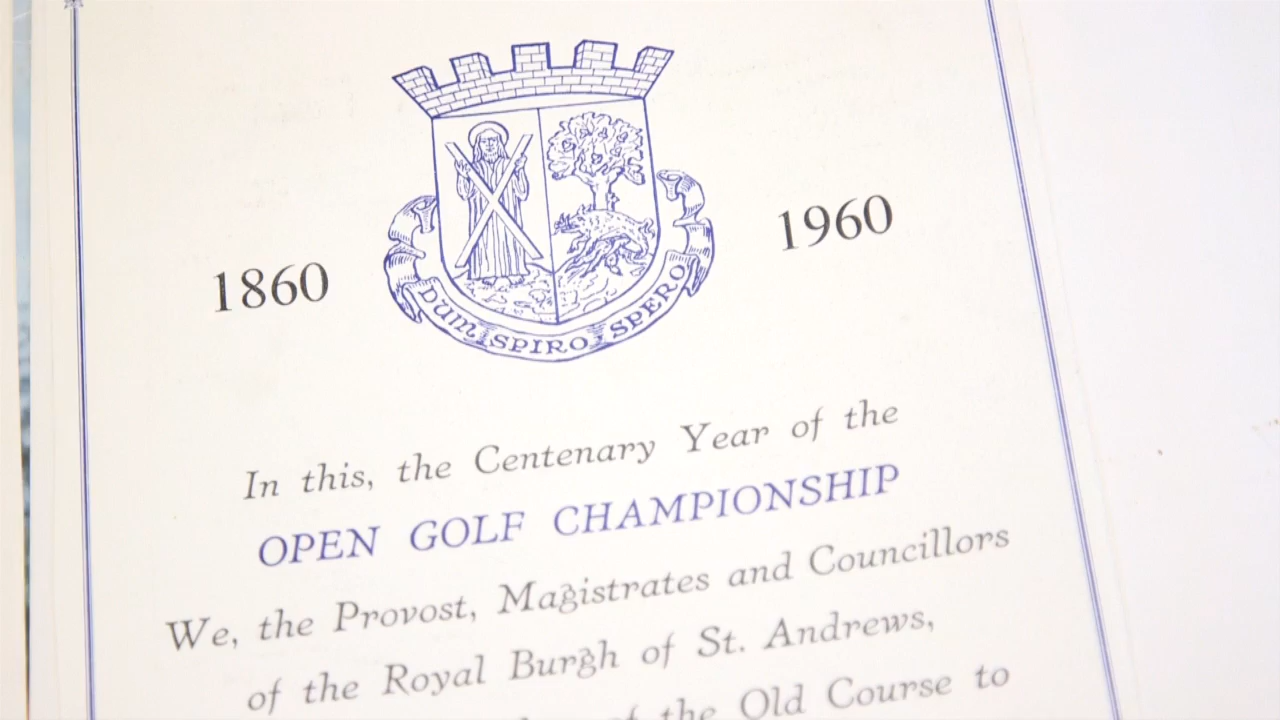 1860
1960
DUM SPIRO SPERO
In this, the Centenary Year of the
OPEN GOLF CHAMPIONSHIP
We, the Provost, Magistrates and Councillors
of the Royal Burgh of St. Andrews,
of the Old Course to